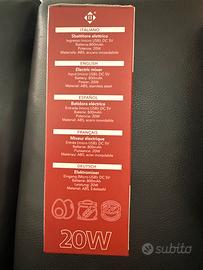 ITALIANO
Sbattitore elettrico
Ingresso (micro USB): DC 5V
Batteria: 800mAh
Potenza: 20W
Materiale: ABS, acciaio inossidabile
ENGLISH
Electric mixer
Input (micro USB): DC 5V
Battery: 800mAh
Power: 20W
Material: ABS, stainless steel
ESPAÑOL
Batidora eléctrica
Entrada (micro USB): DC 5V
Batería: 800mAh
Potencia: 20W
Material: ABS, acero inoxidable
FRANÇAIS
Mixeur électrique
Entrée (micro USB): DC 5V
Batterie: 800mAh
Puissance: 20W
Matériau: ABS, acier inoxydable
DEUTSCH
Elektromixer
Eingang (Micro-USB): DC 5V
Batterie: 800mAh
Leistung: 20W
Material: ABS, Edelstahl
20W
subito